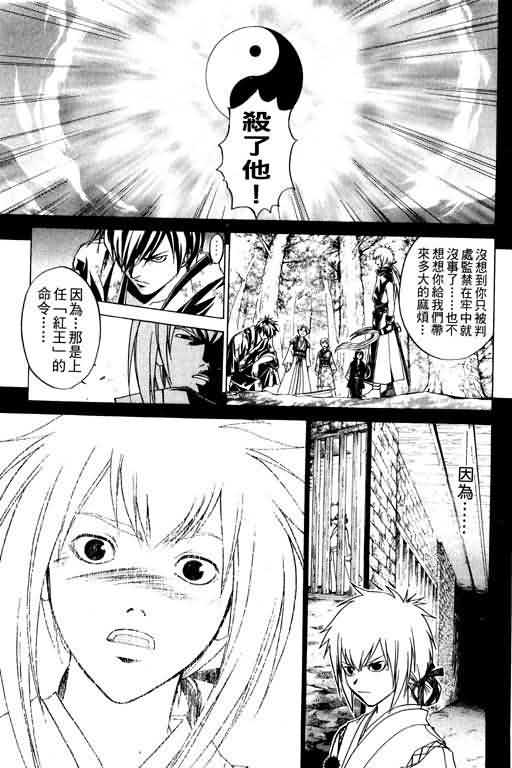 殺了他！
沒想到你只被判
處監禁在牢中就
沒事了……也不
想想你給我們帶
來多大的麻煩…
…
因為…那是上
任「紅王」的
命令……
因為……